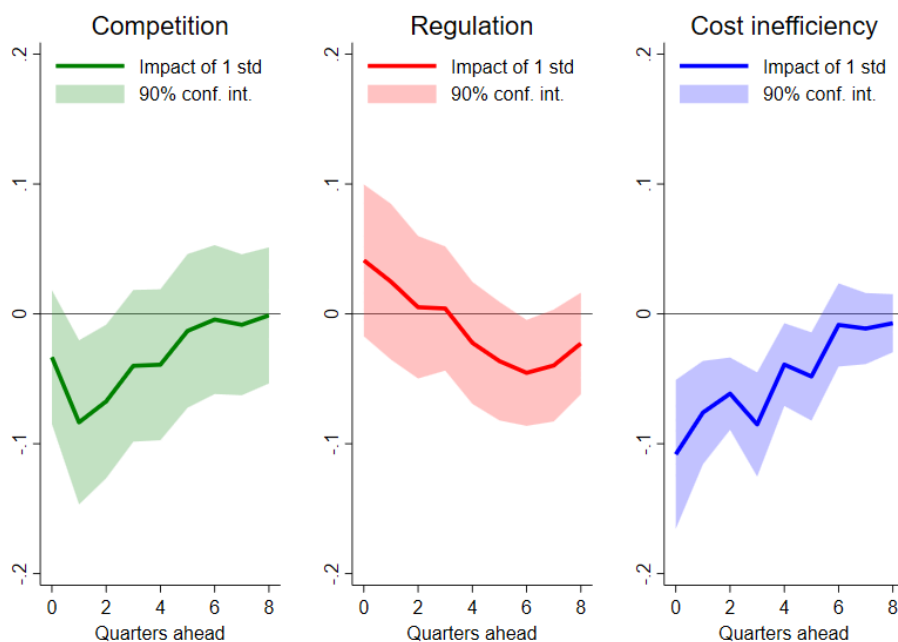 Competition
Impact of 1 std
90% conf. int.
.2
.1
0
-.1
-.2
0 2 4 6 8
Quarters ahead
Regulation
Impact of 1 std
90% conf. int.
.2
.1
0
-.1
-.2
0 2 4 6 8
Quarters ahead
Cost inefficiency
Impact of 1 std
90% conf. int.
.2
.1
0
-.1
-.2
0 2 4 6 8
Quarters ahead